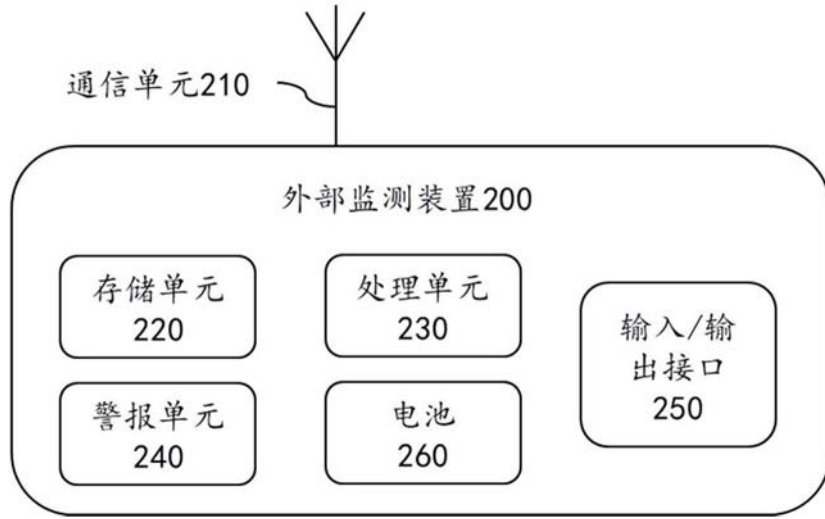 通信单元210
外部监测装置200
存储单元
220
处理单元
230
输入/输
出接口
250
警报单元
240
电池
260